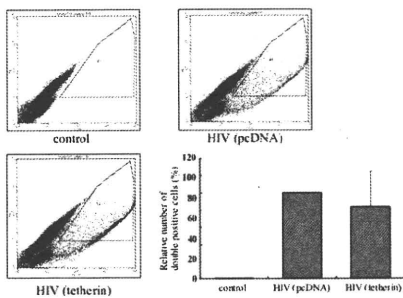 control
HIV (pcDNA)
HIV (tetherin)
Relative number of
double positive cells (%)
120
100
80
60
40
20
0
control
HIV (pcDNA)
HIV (tetherin)